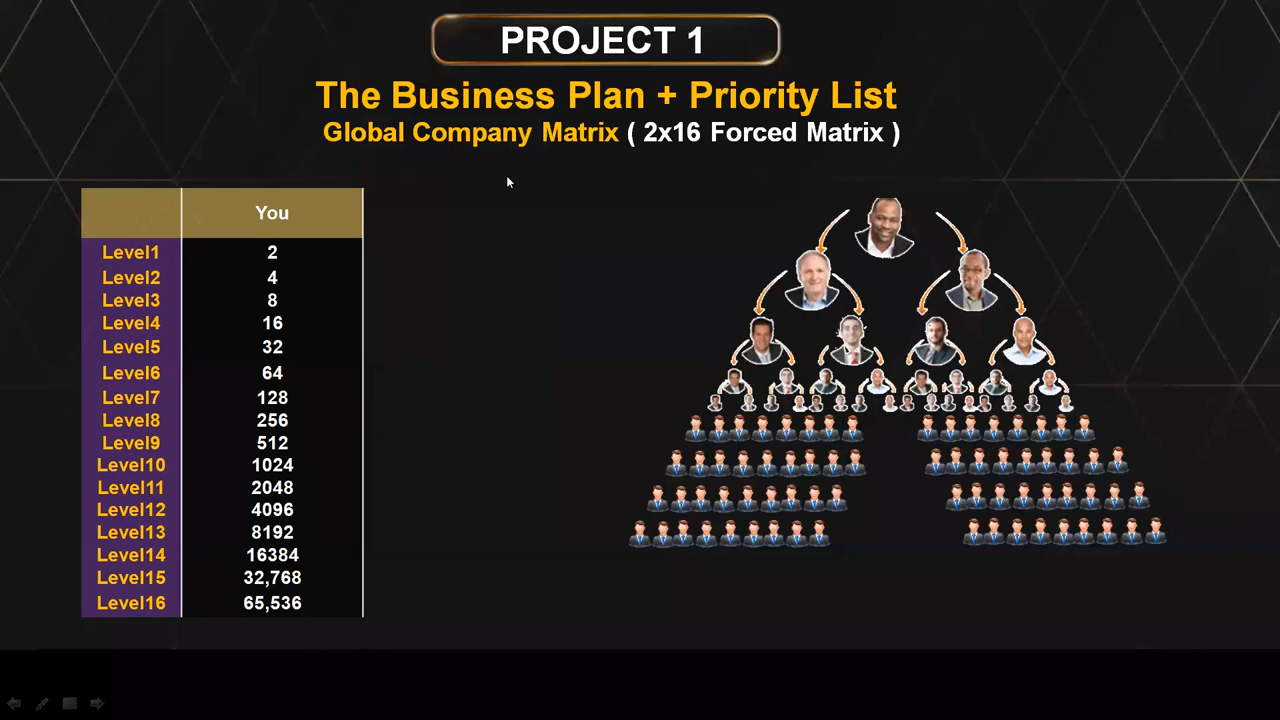 PROJECT 1
The Business Plan + Priority List
Global Company Matrix ( 2x16 Forced Matrix )
You
Level1 2
Level2 4
Level3 8
Level4 16
Level5 32
Level6 64
Level7 128
Level8 256
Level9 512
Level10 1024
Level11 2048
Level12 4096
Level13 8192
Level14 16384
Level15 32,768
Level16 65,536